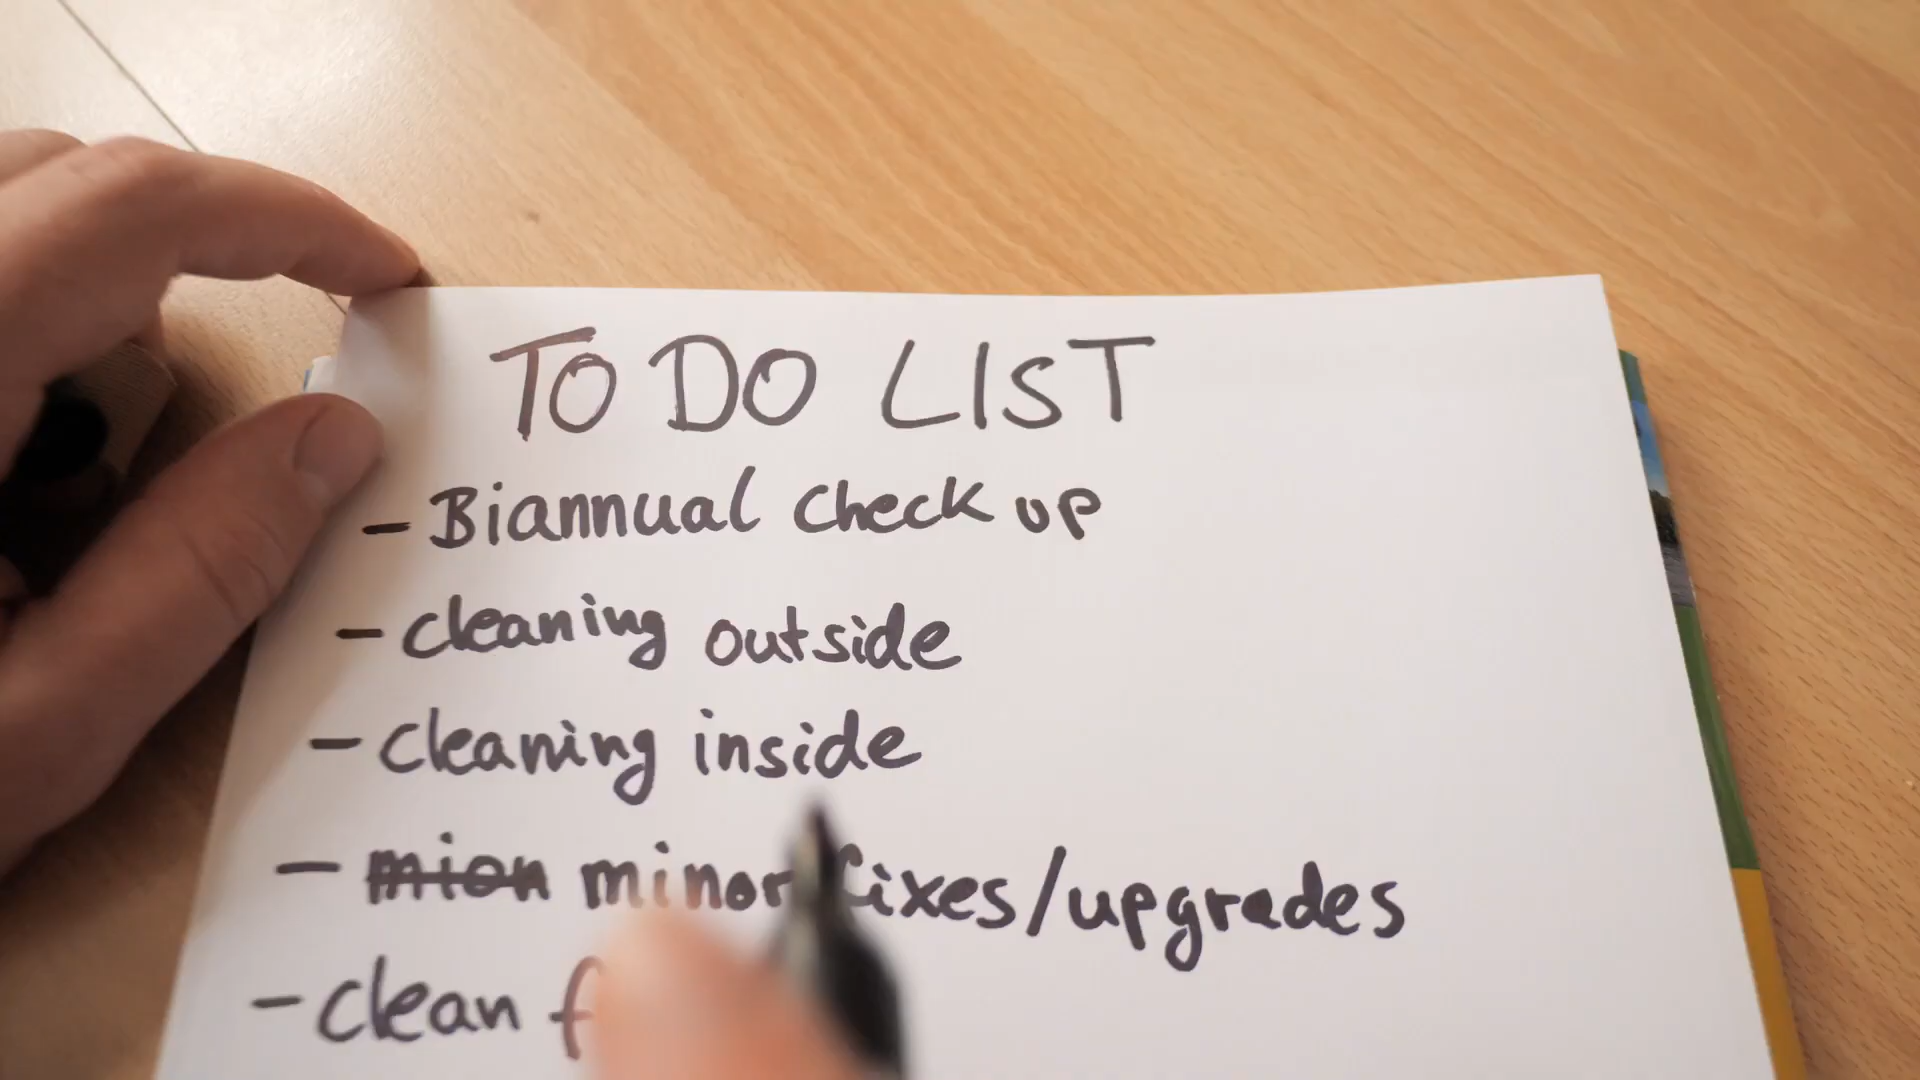 TO DO LIST
- Biannual check up
- cleaning outside
- cleaning inside
- mion minor fixes/upgrades
- clean